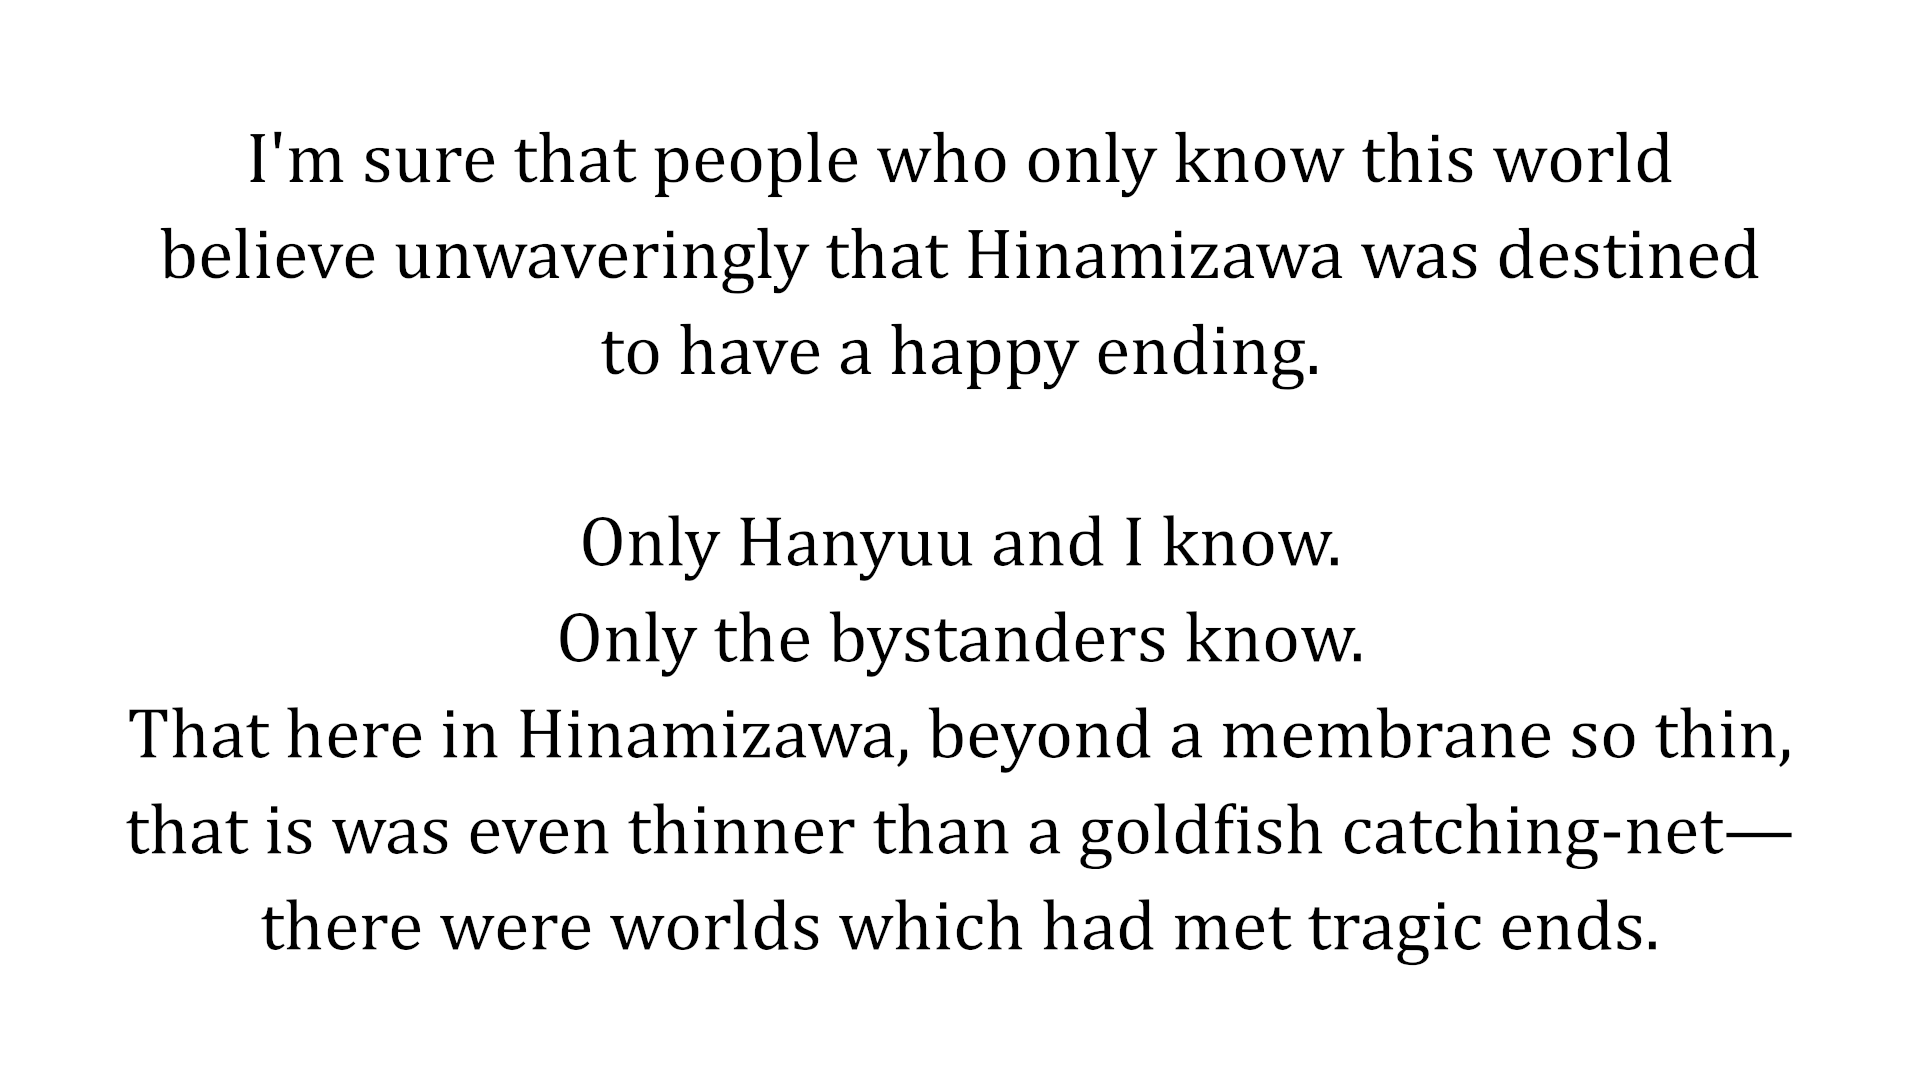 I'm sure that people who only know this world
believe unwaveringly that Hinamizawa was destined
to have a happy ending.
Only Hanyuu and I know.
Only the bystanders know.
That here in Hinamizawa, beyond a membrane so thin,
that is was even thinner than a goldfish catching-net—
there were worlds which had met tragic ends.